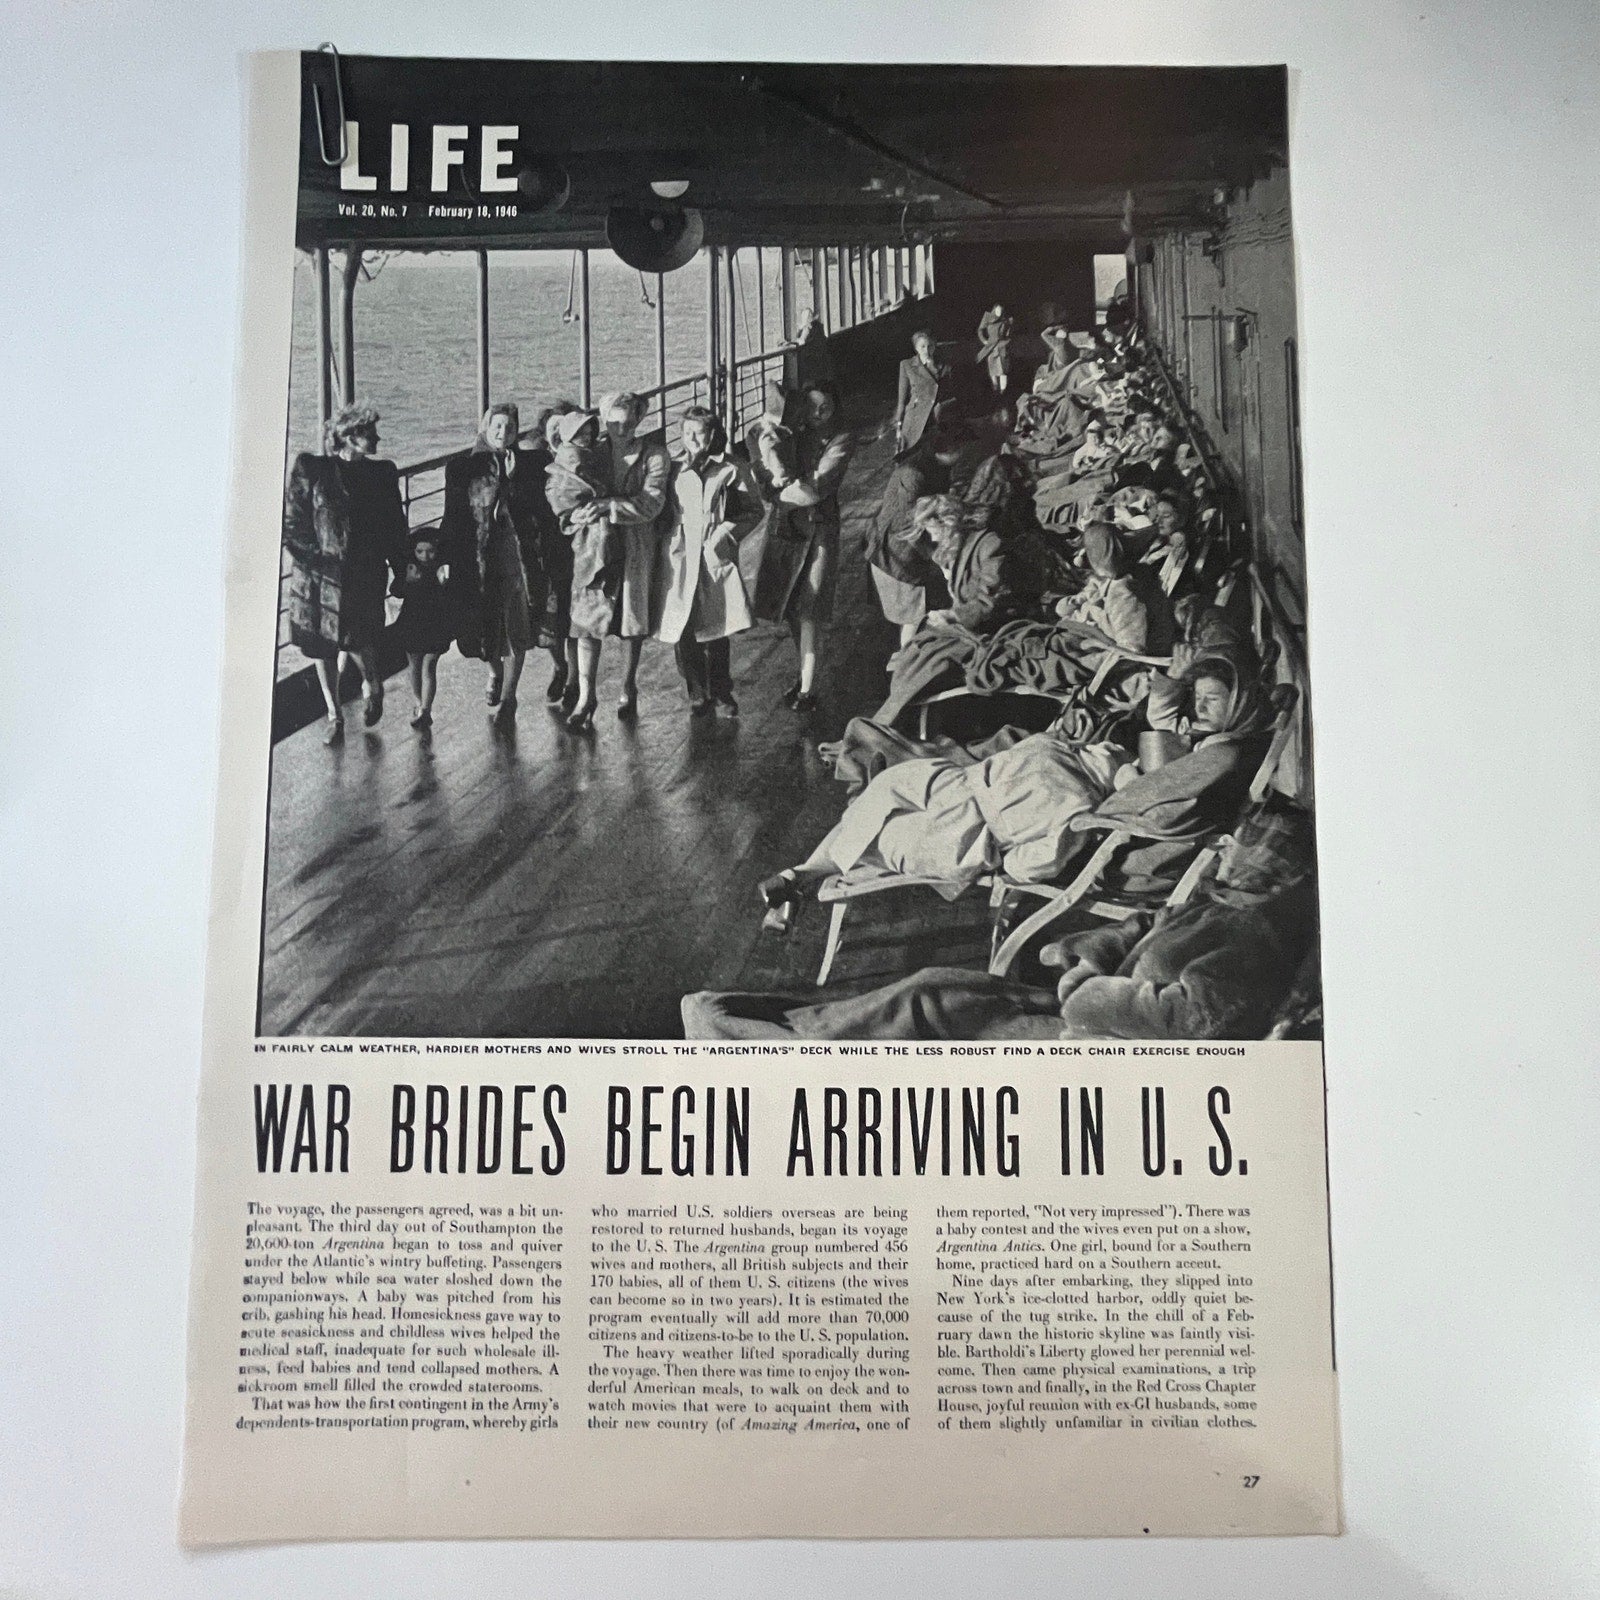 LIFE
Vol. 20, No. 7 February 18, 1946
IN FAIRLY CALM WEATHER, HARDIER MOTHERS AND WIVES STROLL THE "ARGENTINA'S" DECK WHILE THE LESS ROBUST FIND A DECK CHAIR EXERCISE ENOUGH
WAR BRIDES BEGIN ARRIVING IN U. S.
The voyage, the passengers agreed, was a bit un-
pleasant. The third day out of Southampton the
20,600-ton Argentina began to toss and quiver
under the Atlantic's wintry buffeting. Passengers
stayed below while sea water sloshed down the
companionways. A baby was pitched from his
crib, gashing his head. Homesickness gave way to
acute seasickness and childless wives helped the
medical staff, inadequate for such wholesale ill-
ness, feed babies and tend collapsed mothers. A
sickroom smell filled the crowded staterooms.
That was how the first contingent in the Army's
dependents-transportation program, whereby girls
who married U.S. soldiers overseas are being
restored to returned husbands, began its voyage
to the U. S. The Argentina group numbered 456
wives and mothers, all British subjects and their
170 babies, all of them U. S. citizens (the wives
can become so in two years). It is estimated the
program eventually will add more than 70,000
citizens and citizens-to-be to the U. S. population.
The heavy weather lifted sporadically during
the voyage. Then there was time to enjoy the won-
derful American meals, to walk on deck and to
watch movies that were to acquaint them with
their new country (of Amazing America, one of
them reported, "Not very impressed"). There was
a baby contest and the wives even put on a show,
Argentina Antics. One girl, bound for a Southern
home, practiced hard on a Southern accent.
Nine days after embarking, they slipped into
New York's ice-clotted harbor, oddly quiet be-
cause of the tug strike. In the chill of a Feb-
ruary dawn the historic skyline was faintly visi-
ble. Bartholdi's Liberty glowed her perennial wel-
come. Then came physical examinations, a trip
across town and finally, in the Red Cross Chapter
House, joyful reunion with ex-GI husbands, some
of them slightly unfamiliar in civilian clothes.
27